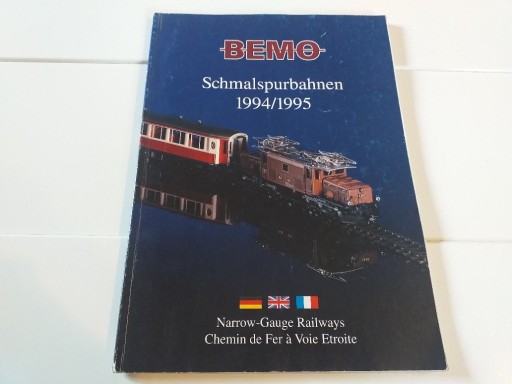 BEMO
Schmalspurbahnen
1994/1995
Narrow-Gauge Railways
Chemin de Fer à Voie Etroite